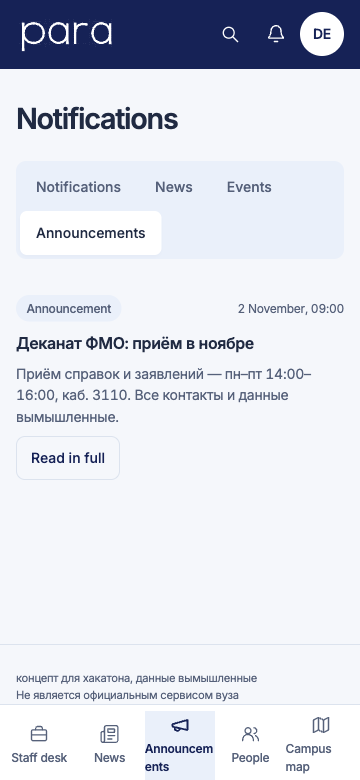 para
DE
Notifications
Notifications News Events
Announcements
Announcement 2 November, 09:00
Деканат ФМО: приём в ноябре
Приём справок и заявлений — пн–пт 14:00–
16:00, каб. 3110. Все контакты и данные
вымышленные.
Read in full
концепт для хакатона, данные вымышленные
Не является официальным сервисом вуза
Staff desk News Announcem
ents People Campus
map